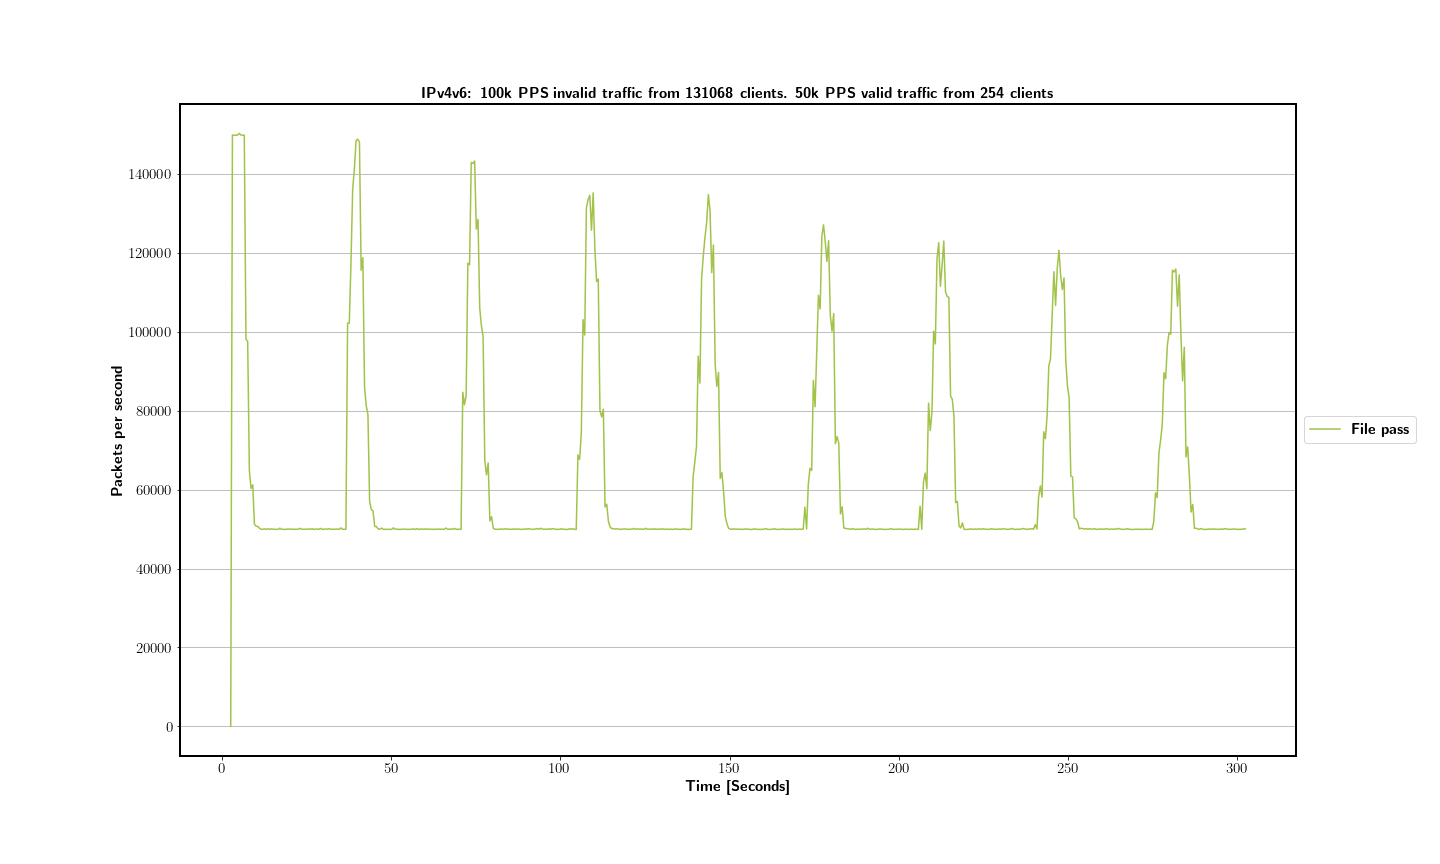 IPv4v6: 100k PPS invalid traffic from 131068 clients. 50k PPS valid traffic from 254 clients
140000
120000
100000
80000
60000
40000
20000
0
Packets per second
File pass
0 50 100 150 200 250 300
Time [Seconds]